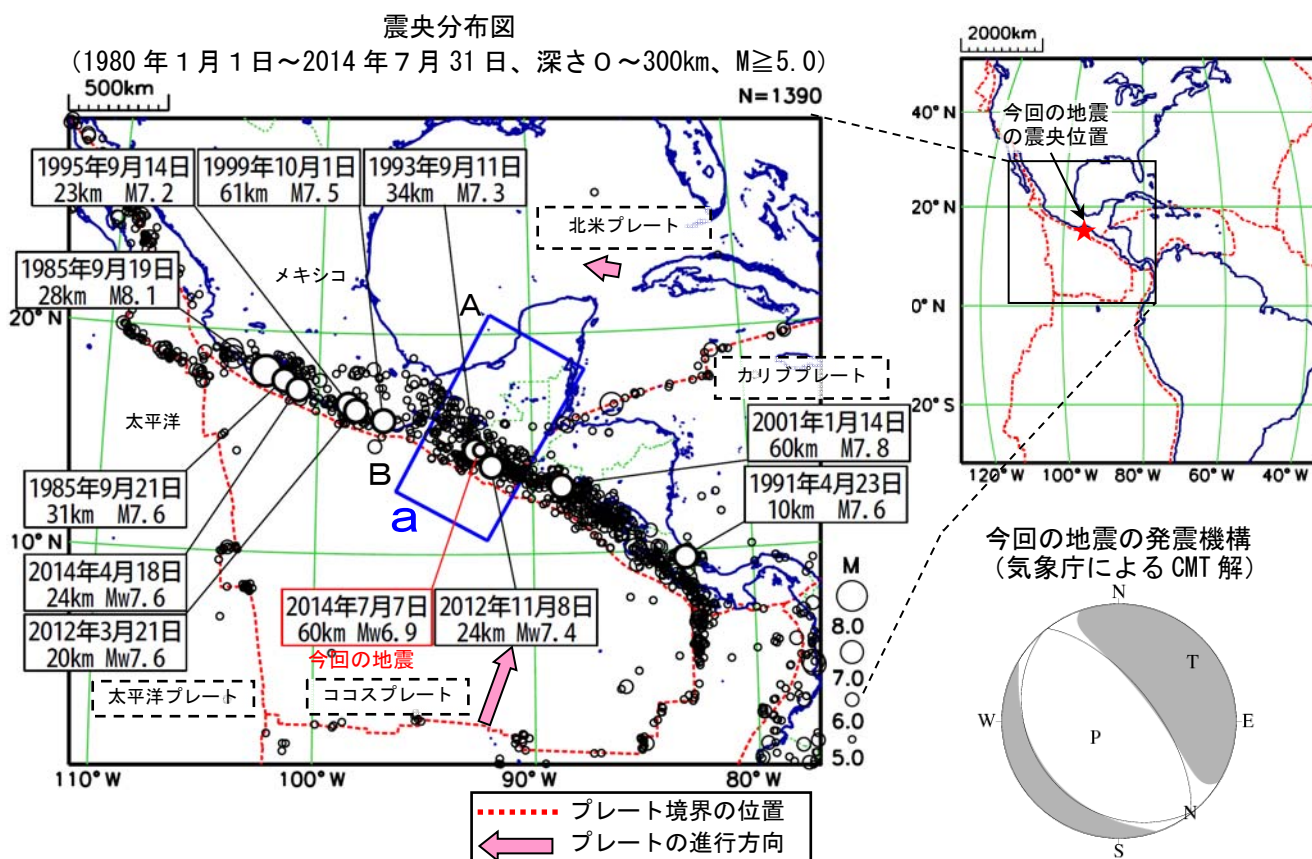 震央分布図
(1980年1月1日~2014年7月31日、深さ0~300km、M≧5.0)
500km
N=1390
1995年9月14日
23km M7.2
1999年10月1日
61km M7.5
1993年9月11日
34km M7.3
北米プレート
1985年9月19日
28km M8.1
メキシコ
A
20°N
カリブプレート
太平洋
2001年1月14日
60km M7.8
B
a
1985年9月21日
31km M7.6
1991年4月23日
10km M7.6
10°N
2014年4月18日
24km Mw7.6
2012年3月21日
20km Mw7.6
2014年7月7日
60km Mw6.9
今回の地震
2012年11月8日
24km Mw7.4
M
8.0
7.0
6.0
5.0
太平洋プレート
ココスプレート
110°W
100°W
90°W
80°W
プレート境界の位置
プレートの進行方向
2000km
40°N
今回の地震
の震央位置
20°N
0°N
20°S
120°W
100°W
80°W
60°W
40°W
今回の地震の発震機構
(気象庁によるCMT解)
N
T
W
E
P
N
S